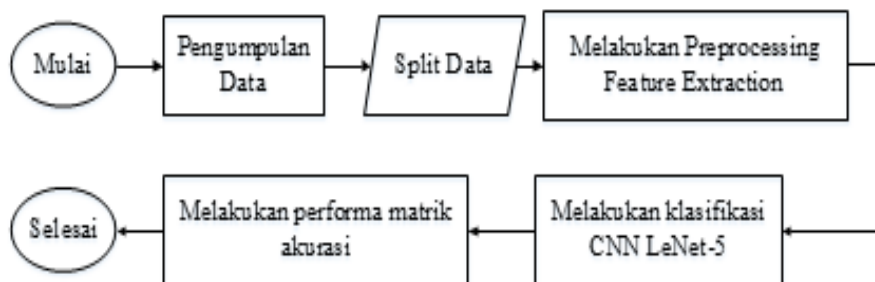 Mulai
Pengumpulan
Data
Split Data
Melakukan Preprocessing
Feature Extraction
Melakukan klasifikasi
CNN LeNet-5
Melakukan performa matrik
akurasi
Selesai